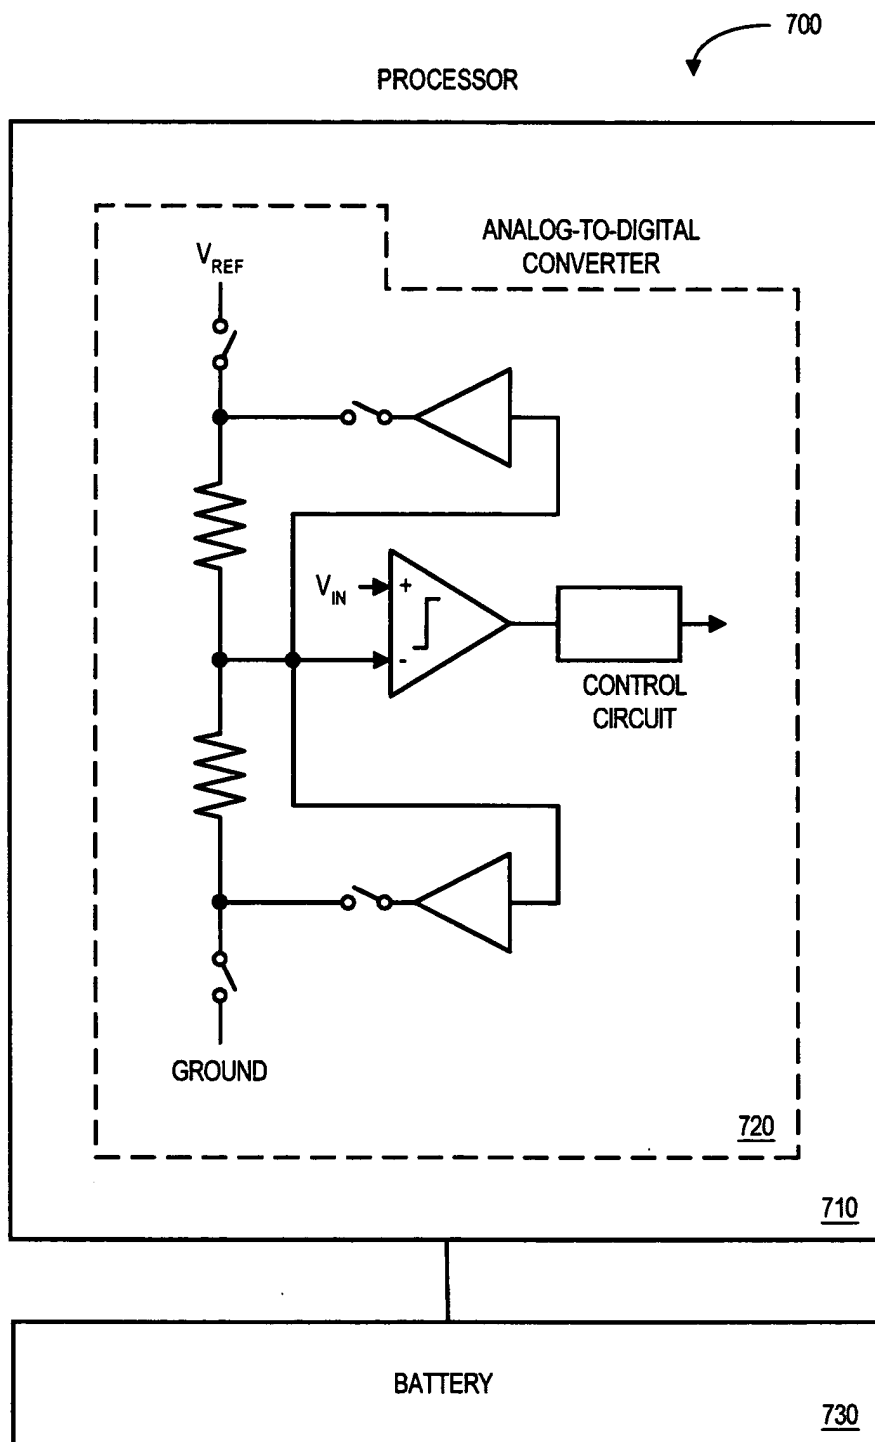 700
PROCESSOR
ANALOG-TO-DIGITAL
CONVERTER
VREF
VIN
+
-
CONTROL
CIRCUIT
GROUND
720
710
BATTERY
730